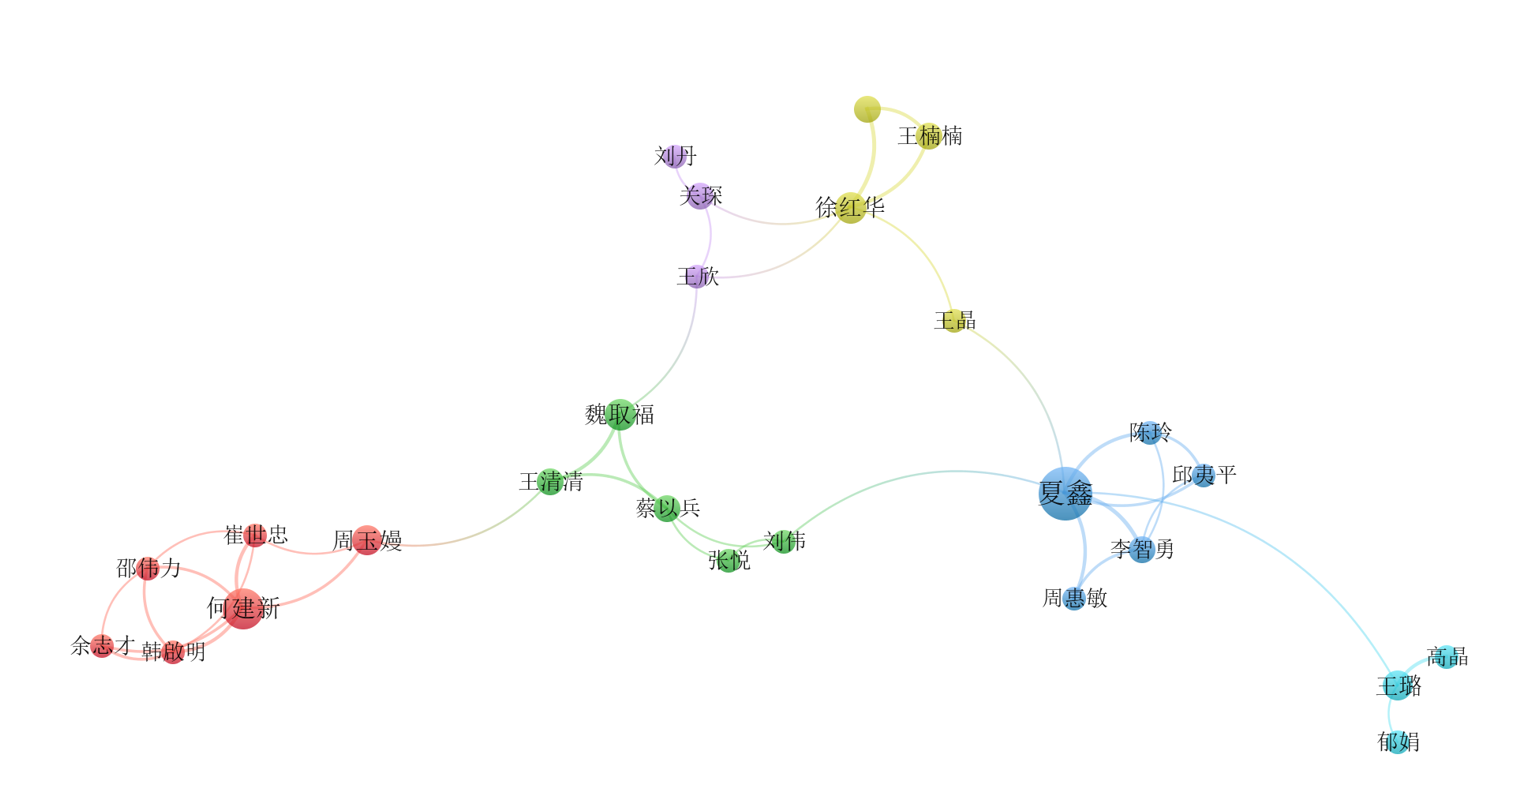 王楠楠
刘丹
关琛
徐红华
王欣
王晶
魏取福
陈玲
邱夷平
王清清
夏鑫
蔡以兵
崔世忠
周玉嫚
刘伟
李智勇
张悦
邵伟力
周惠敏
何建新
余志才
韩啟明
高晶
王璐
郁娟